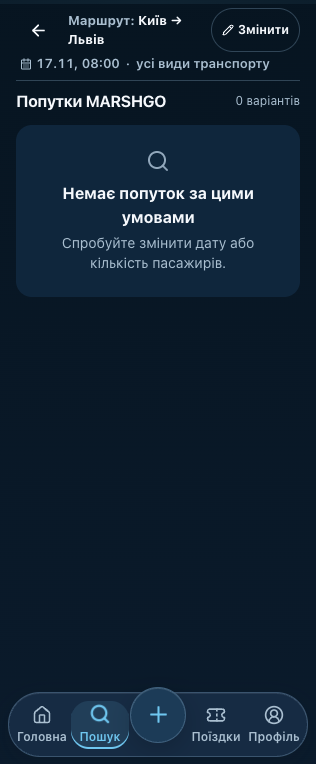 Маршрут: Київ →
Львів
Змінити
17.11, 08:00 · усі види транспорту
Попутки MARSHGO
0 варіантів
Немає попуток за цими
умовами
Спробуйте змінити дату або
кількість пасажирів.
Головна
Пошук
Поїздки
Профіль